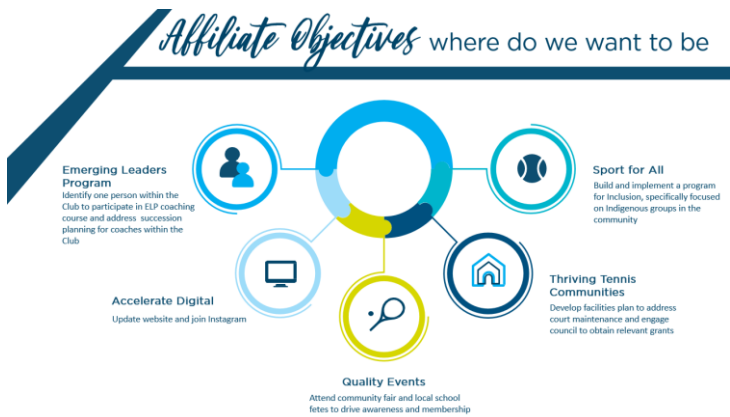 Affiliate Objectives where do we want to be
Emerging Leaders
Program
Identify one person within the
Club to participate in ELP coaching
course and address succession
planning for coaches within the
Club
Sport for All
Build and implement a program
for Inclusion, specifically focused
on Indigenous groups in the
community
Accelerate Digital
Update website and join Instagram
Thriving Tennis
Communities
Develop facilities plan to address
court maintenance and engage
council to obtain relevant grants
Quality Events
Attend community fair and local school
fetes to drive awareness and membership